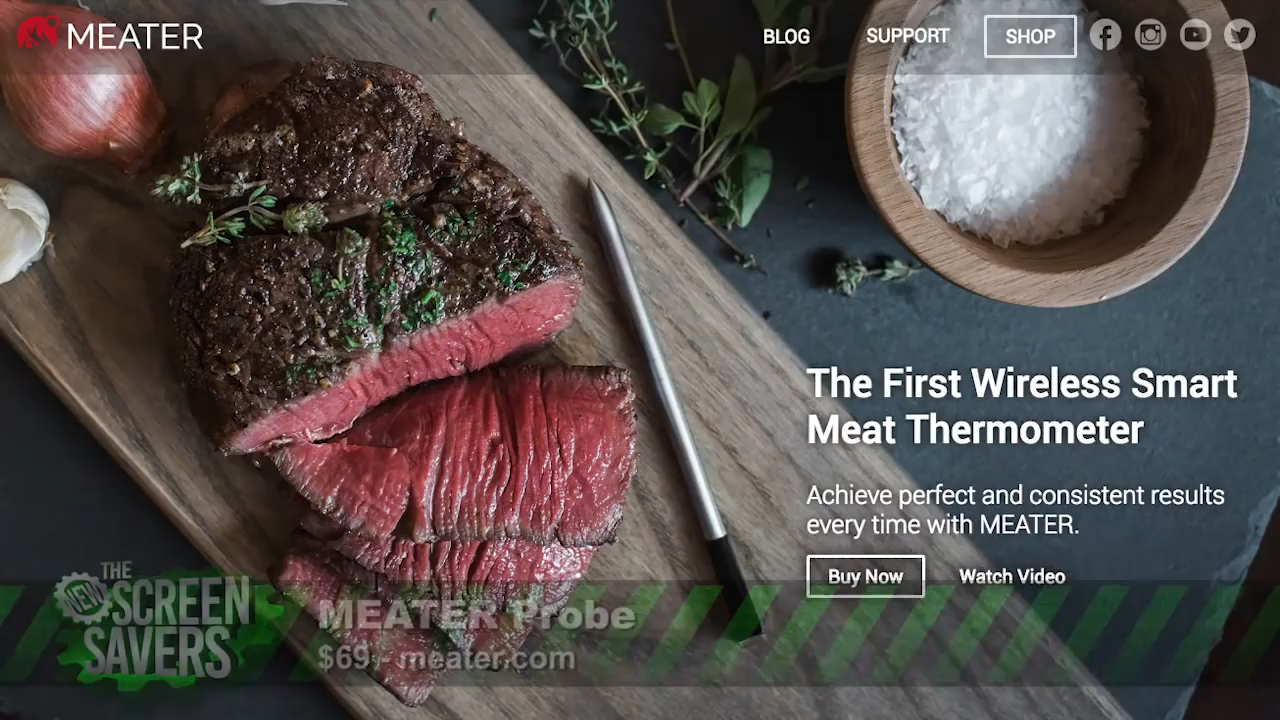 MEATER
BLOG
SUPPORT
SHOP
The First Wireless Smart
Meat Thermometer
Achieve perfect and consistent results
every time with MEATER.
Buy Now
Watch Video
THE
NEW
SCREEN
SAVERS
MEATER Probe
$69 - meater.com